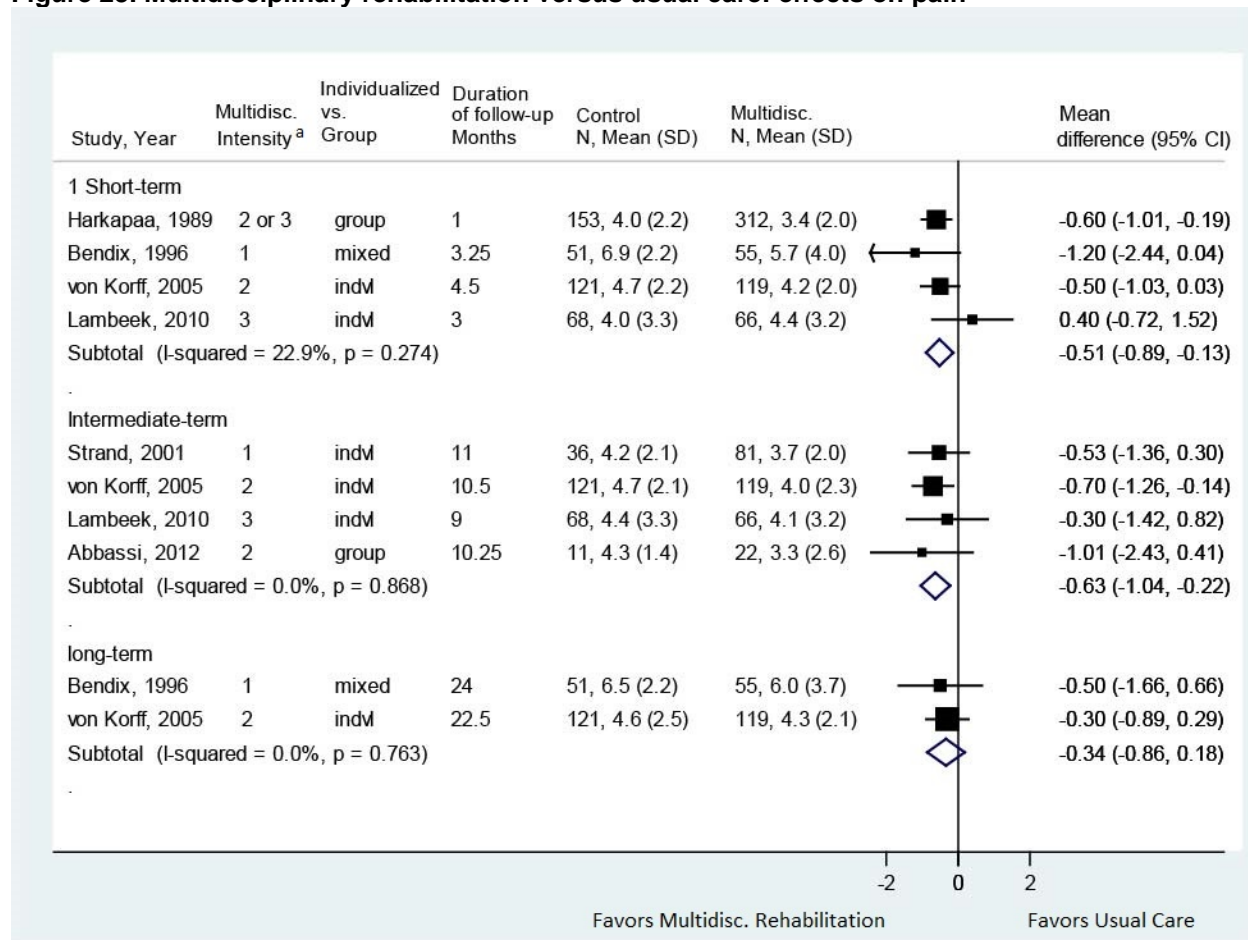 Figure Multidisciplinary rehabilitation versus usual care: effects on pain
Study, Year Multidisc. Intensity a Individualized vs. Group Duration of follow-up Months Control N, Mean (SD) Multidisc. N, Mean (SD) Mean difference (95% CI)
1 Short-term
Harkapaa, 1989 2 or 3 group 1 153, 4.0 (2.2) 312, 3.4 (2.0) -0.60 (-1.01, -0.19)
Bendix, 1996 1 mixed 3.25 51, 6.9 (2.2) 55, 5.7 (4.0) -1.20 (-2.44, 0.04)
von Korff, 2005 2 indvl 4.5 121, 4.7 (2.2) 119, 4.2 (2.0) -0.50 (-1.03, 0.03)
Lambeek, 2010 3 indvl 3 68, 4.0 (3.3) 66, 4.4 (3.2) 0.40 (-0.72, 1.52)
Subtotal (I-squared = 22.9%, p = 0.274) -0.51 (-0.89, -0.13)
.
Intermediate-term
Strand, 2001 1 indvl 11 36, 4.2 (2.1) 81, 3.7 (2.0) -0.53 (-1.36, 0.30)
von Korff, 2005 2 indvl 10.5 121, 4.7 (2.1) 119, 4.0 (2.3) -0.70 (-1.26, -0.14)
Lambeek, 2010 3 indvl 9 68, 4.4 (3.3) 66, 4.1 (3.2) -0.30 (-1.42, 0.82)
Abbassi, 2012 2 group 10.25 11, 4.3 (1.4) 22, 3.3 (2.6) -1.01 (-2.43, 0.41)
Subtotal (I-squared = 0.0%, p = 0.868) -0.63 (-1.04, -0.22)
.
long-term
Bendix, 1996 1 mixed 24 51, 6.5 (2.2) 55, 6.0 (3.7) -0.50 (-1.66, 0.66)
von Korff, 2005 2 indvl 22.5 121, 4.6 (2.5) 119, 4.3 (2.1) -0.30 (-0.89, 0.29)
Subtotal (I-squared = 0.0%, p = 0.763) -0.34 (-0.86, 0.18)
.
-2 0 2
Favors Multidisc. Rehabilitation Favors Usual Care